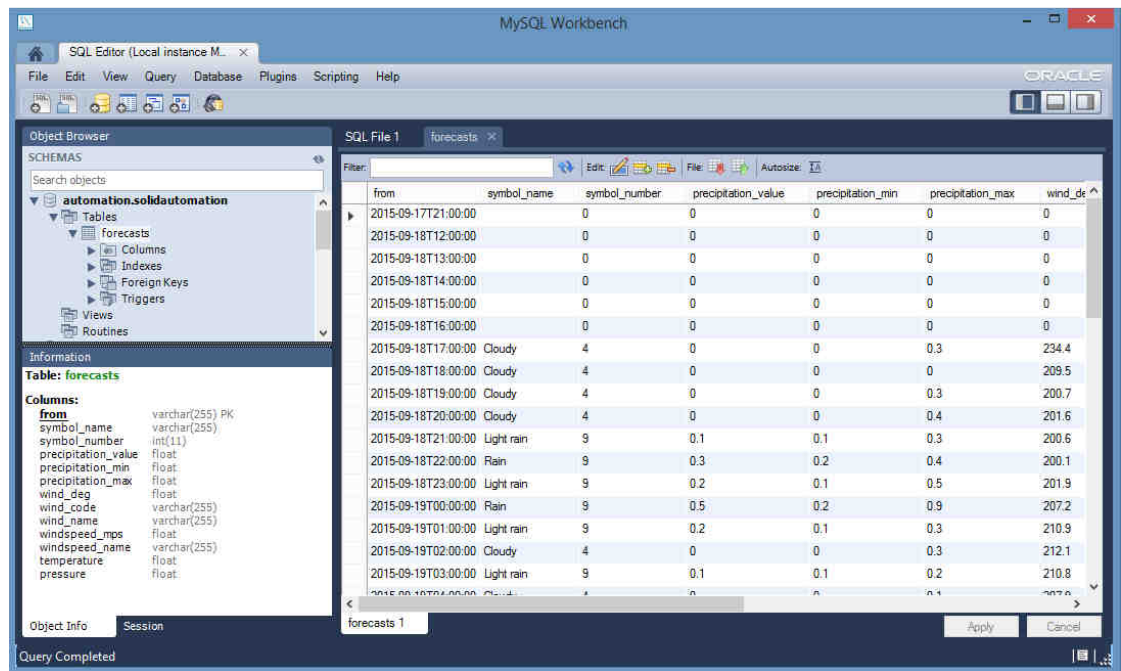 MySQL Workbench
SQL Editor (Local instance M...
File Edit View Query Database Plugins Scripting Help
ORACLE
Object Browser
SCHEMAS
Search objects
automation.solidautomation
Tables
forecasts
Columns
Indexes
Foreign Keys
Triggers
Views
Routines
Information
Table: forecasts
Columns:
from varchar(255) PK
symbol_name varchar(255)
symbol_number int(11)
precipitation_value float
precipitation_min float
precipitation_max float
wind_deg float
wind_code varchar(255)
wind_name varchar(255)
windspeed_mps float
windspeed_name varchar(255)
temperature float
pressure float
Object Info Session
Query Completed
SQL File 1 forecasts
Filter: Edit: File: Autosize:
from symbol_name symbol_number precipitation_value precipitation_min precipitation_max wind_de
2015-09-17T21:00:00 0 0 0 0 0
2015-09-18T12:00:00 0 0 0 0 0
2015-09-18T13:00:00 0 0 0 0 0
2015-09-18T14:00:00 0 0 0 0 0
2015-09-18T15:00:00 0 0 0 0 0
2015-09-18T16:00:00 0 0 0 0 0
2015-09-18T17:00:00 Cloudy 4 0 0 0.3 234.4
2015-09-18T18:00:00 Cloudy 4 0 0 0 209.5
2015-09-18T19:00:00 Cloudy 4 0 0 0.3 200.7
2015-09-18T20:00:00 Cloudy 4 0 0 0.4 201.6
2015-09-18T21:00:00 Light rain 9 0.1 0.1 0.3 200.6
2015-09-18T22:00:00 Rain 9 0.3 0.2 0.4 200.1
2015-09-18T23:00:00 Light rain 9 0.2 0.1 0.5 201.9
2015-09-19T00:00:00 Rain 9 0.5 0.2 0.9 207.2
2015-09-19T01:00:00 Light rain 9 0.2 0.1 0.3 210.9
2015-09-19T02:00:00 Cloudy 4 0 0 0.3 212.1
2015-09-19T03:00:00 Light rain 9 0.1 0.1 0.2 210.8
forecasts 1
Apply Cancel